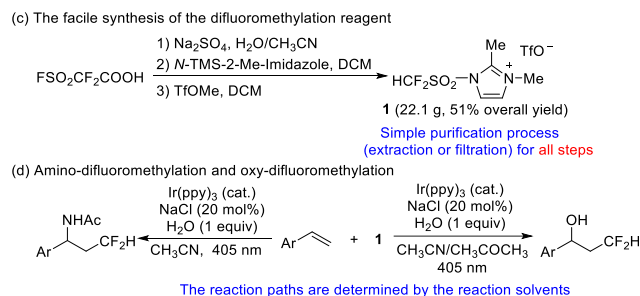 (c) The facile synthesis of the difluoromethylation reagent
1) Na₂SO₄, H₂O/CH₃CN
2) N-TMS-2-Me-Imidazole, DCM
3) TfOMe, DCM
FSO₂CF₂COOH
HCF₂SO₂
N
N
+
Me
Me
TfO⁻
1 (22.1 g, 51% overall yield)
Simple purification process
(extraction or filtration) for all steps
(d) Amino-difluoromethylation and oxy-difluoromethylation
NHAc
Ar
CF₂H
Ir(ppy)₃ (cat.)
NaCl (20 mol%)
H₂O (1 equiv)
CH₃CN, 405 nm
Ar
+ 1
Ir(ppy)₃ (cat.)
NaCl (20 mol%)
H₂O (1 equiv)
CH₃CN/CH₃COCH₃
405 nm
OH
Ar
CF₂H
The reaction paths are determined by the reaction solvents